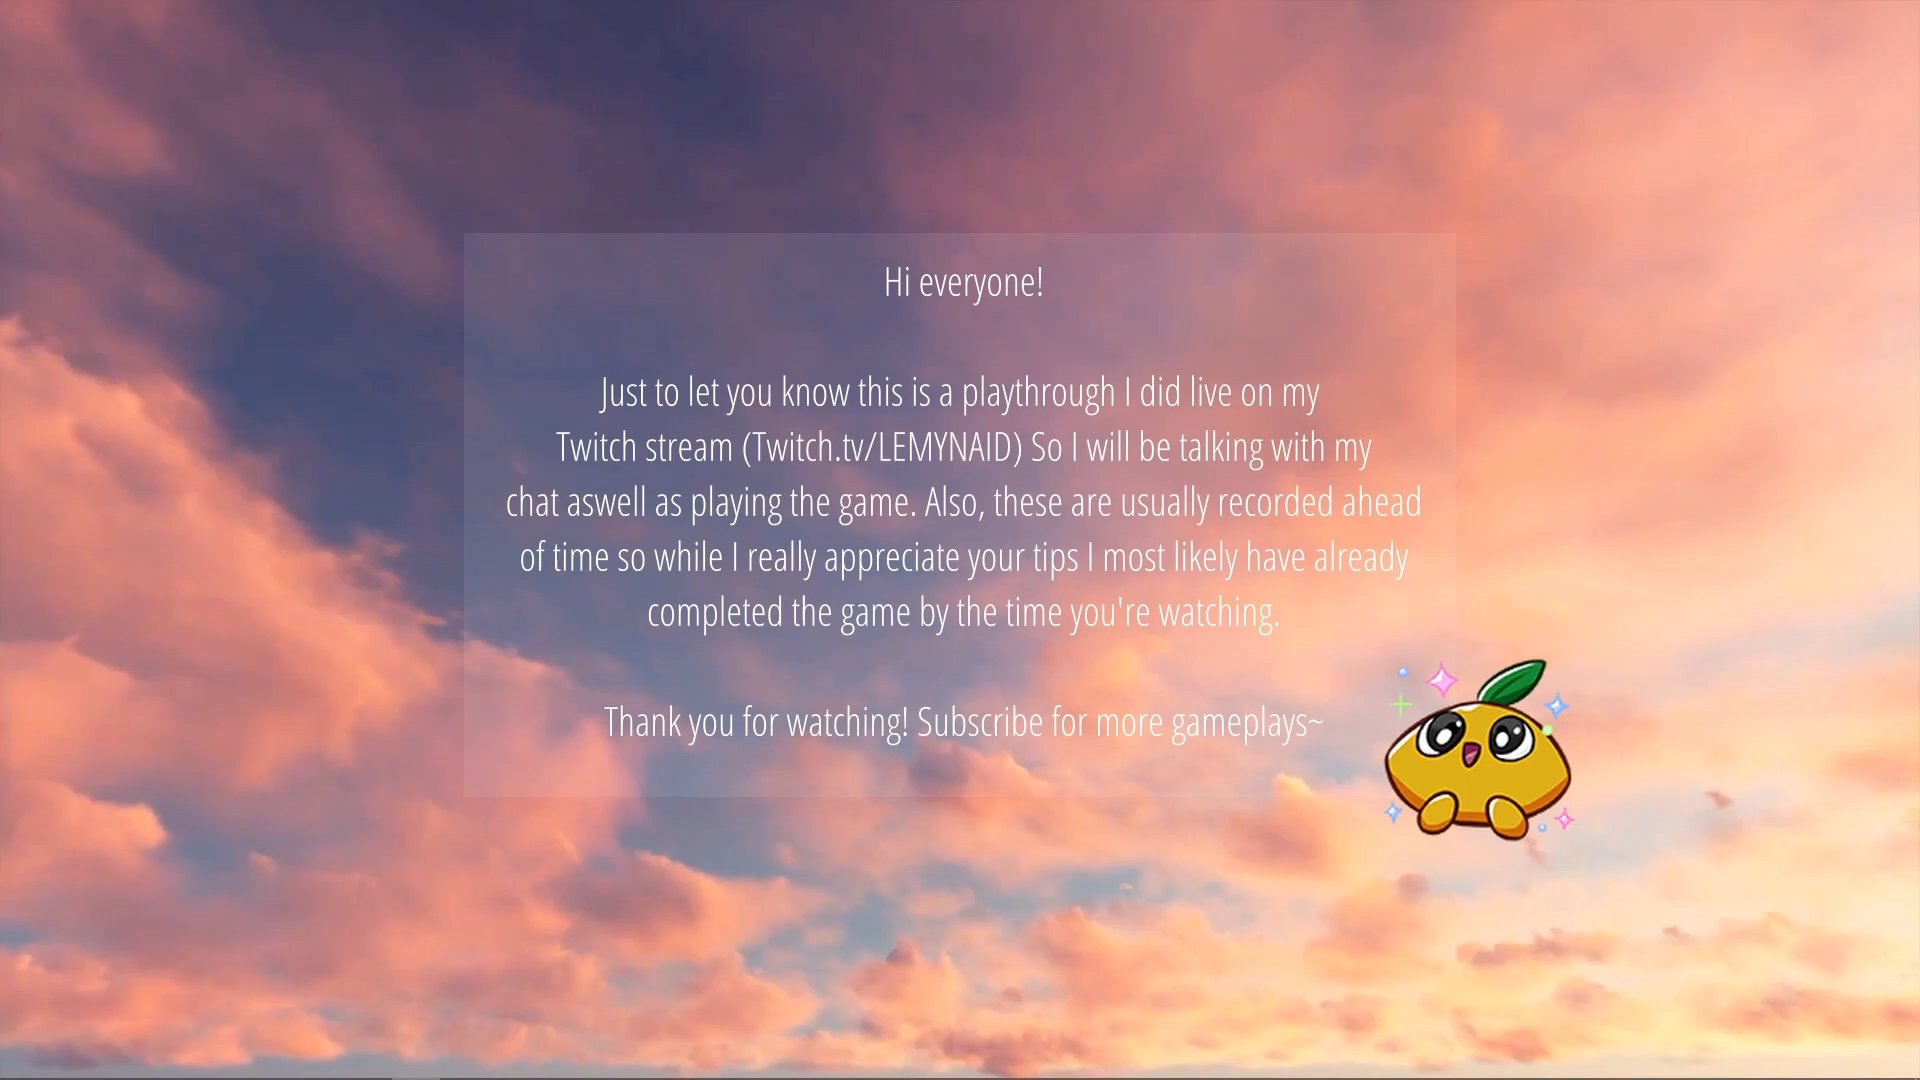 Hi everyone!
Just to let you know this is a playthrough I did live on my
Twitch stream (Twitch.tv/LEMYNAID) So I will be talking with my
chat aswell as playing the game. Also, these are usually recorded ahead
of time so while I really appreciate your tips I most likely have already
completed the game by the time you're watching.
Thank you for watching! Subscribe for more gameplays~